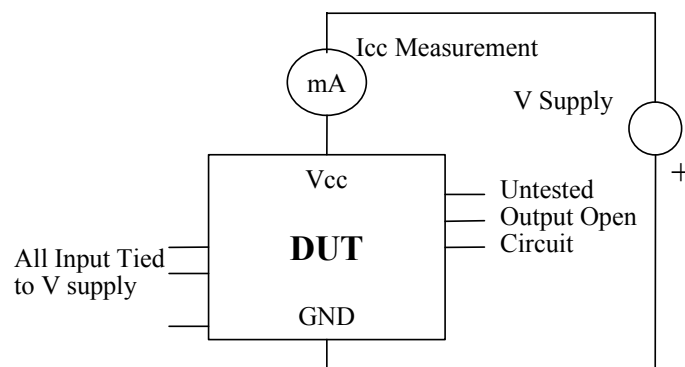 Icc Measurement
mA
V Supply
+
Vcc
Untested
Output Open
Circuit
DUT
All Input Tied
to V supply
GND